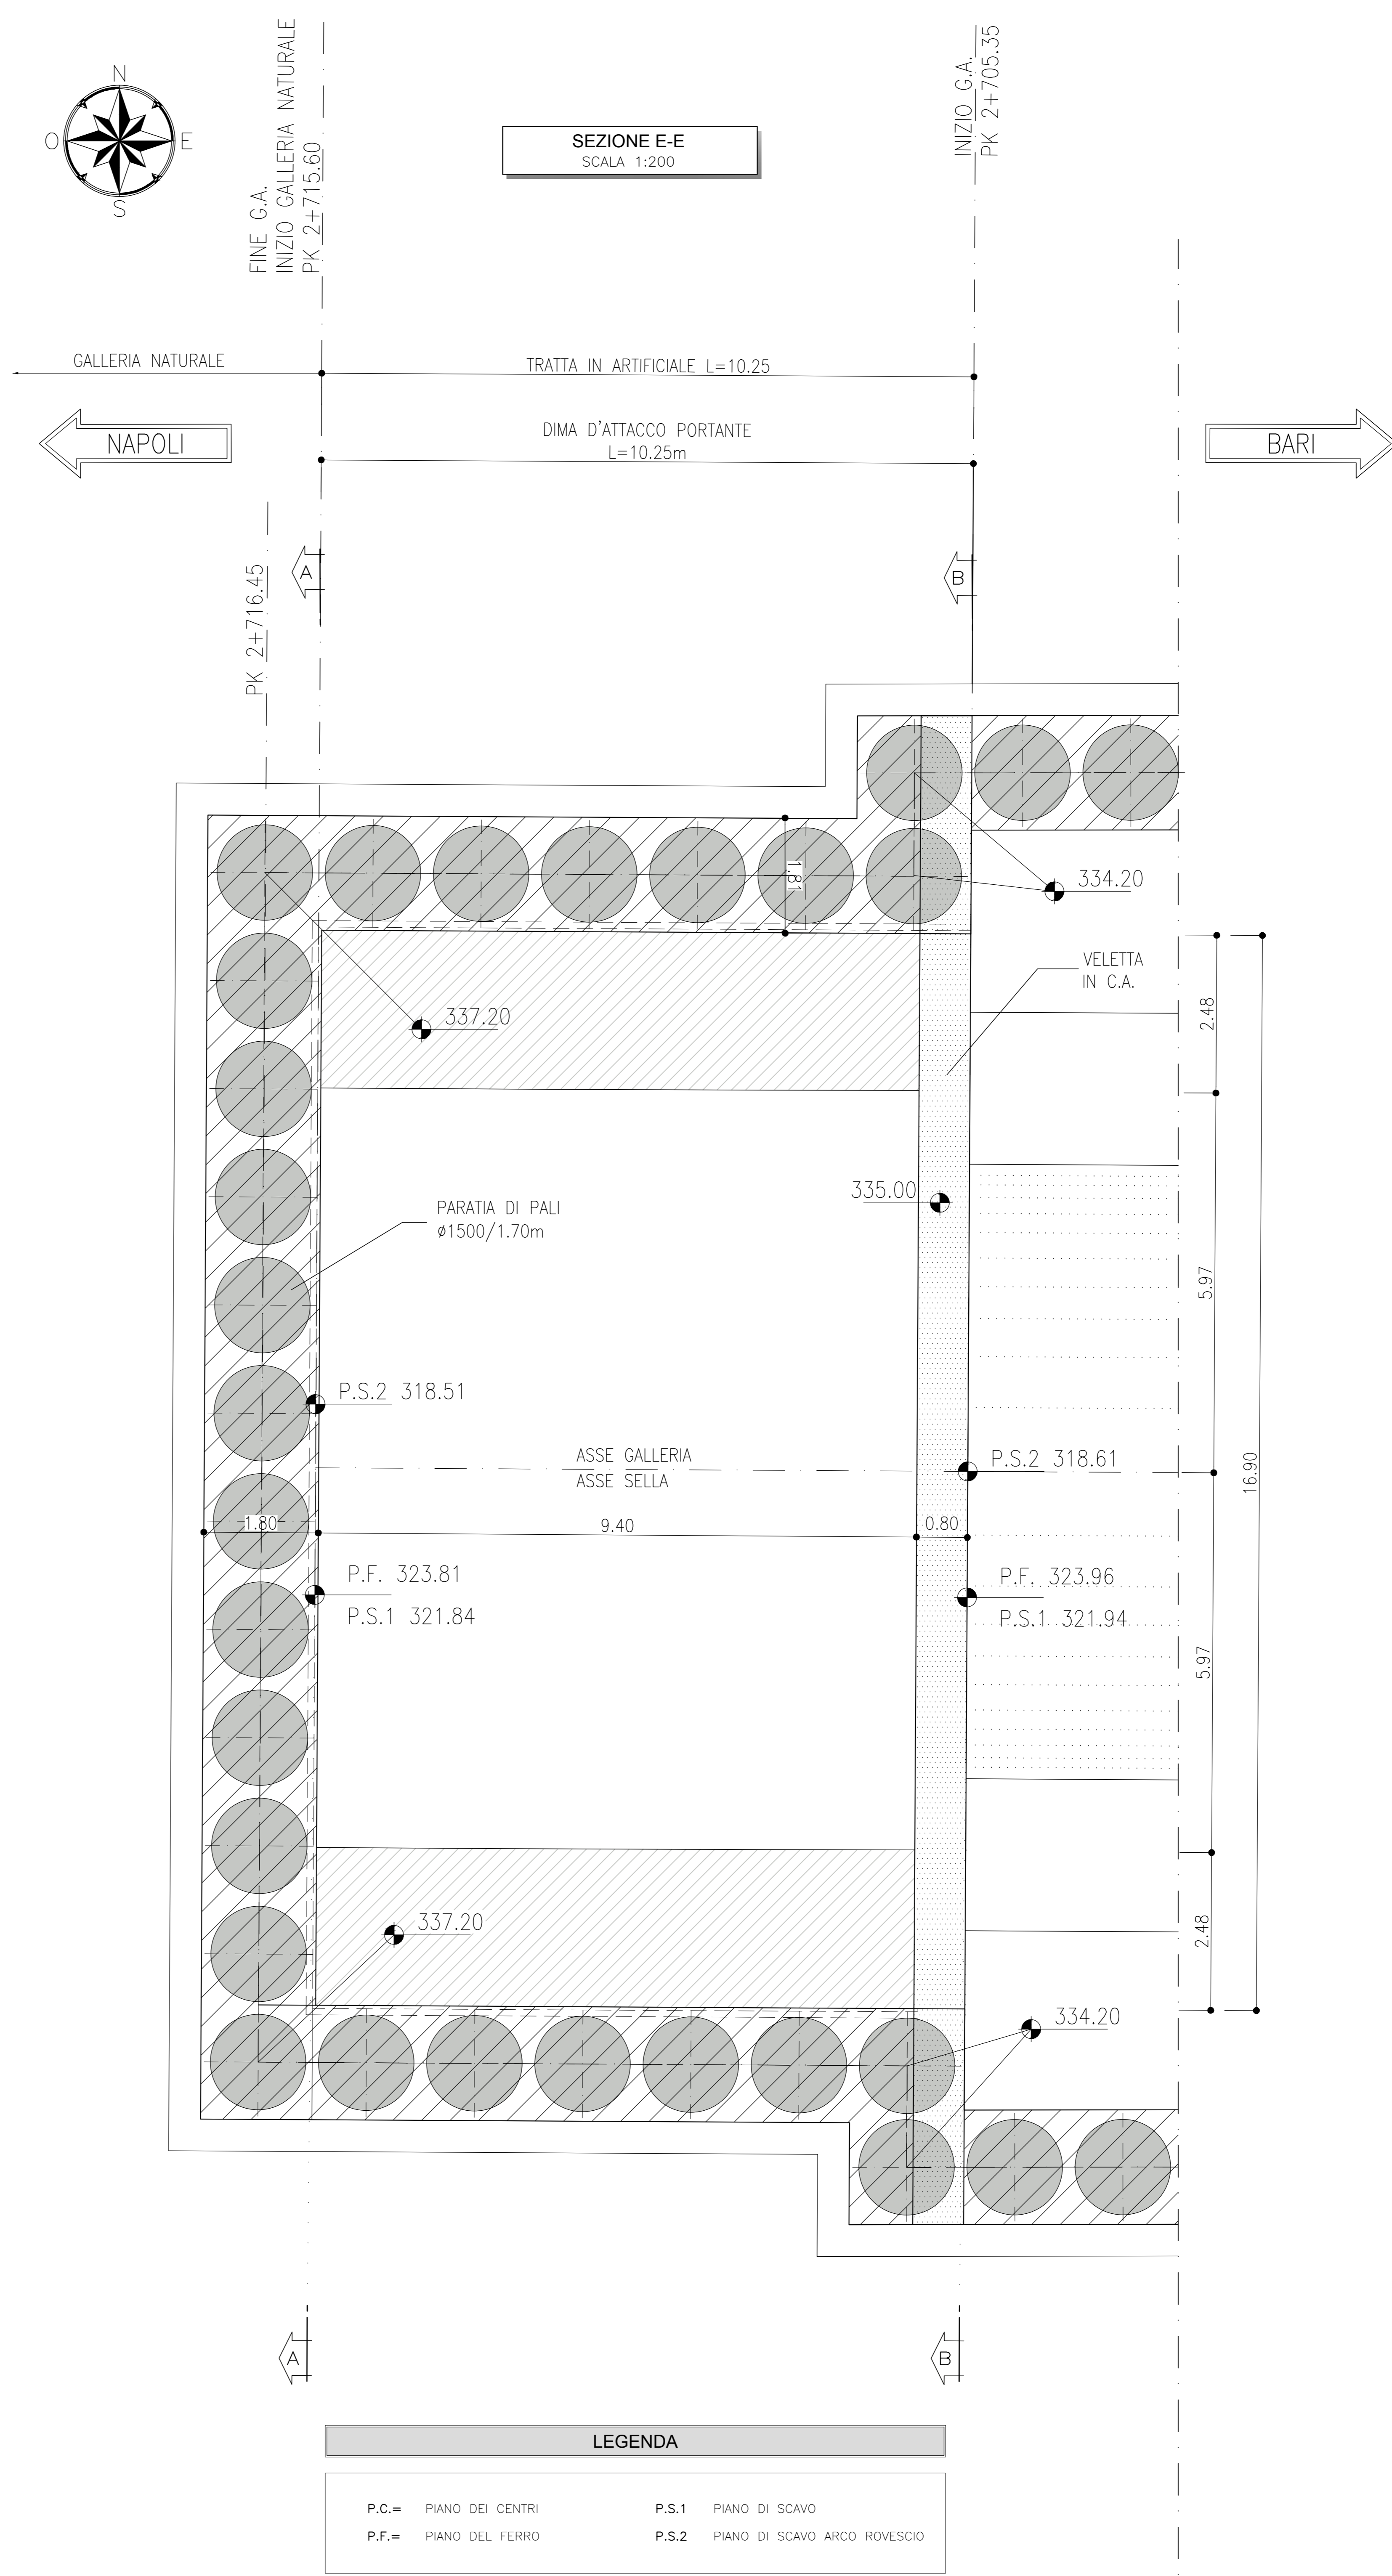 N
O
E
S
FINE G.A.
INIZIO GALLERIA NATURALE
PK 2+715.60
SEZIONE E-E
SCALA 1:200
INIZIO G.A.
PK 2+705.35
GALLERIA NATURALE
TRATTA IN ARTIFICIALE L=10.25
NAPOLI
DIMA D'ATTACCO PORTANTE
L=10.25m
BARI
PK 2+716.45
A
B
1.81
334.20
VELETTA
IN C.A.
337.20
2.48
335.00
PARATIA DI PALI
ø1500/1.70m
5.97
P.S.2 318.51
ASSE GALLERIA
ASSE SELLA
P.S.2 318.61
16.90
1.80
9.40
0.80
P.F. 323.81
P.S.1 321.84
P.F. 323.96
P.S.1 321.94
5.97
337.20
2.48
334.20
A
B
LEGENDA
P.C.= PIANO DEI CENTRI
P.S.1 PIANO DI SCAVO
P.F.= PIANO DEL FERRO
P.S.2 PIANO DI SCAVO ARCO ROVESCIO